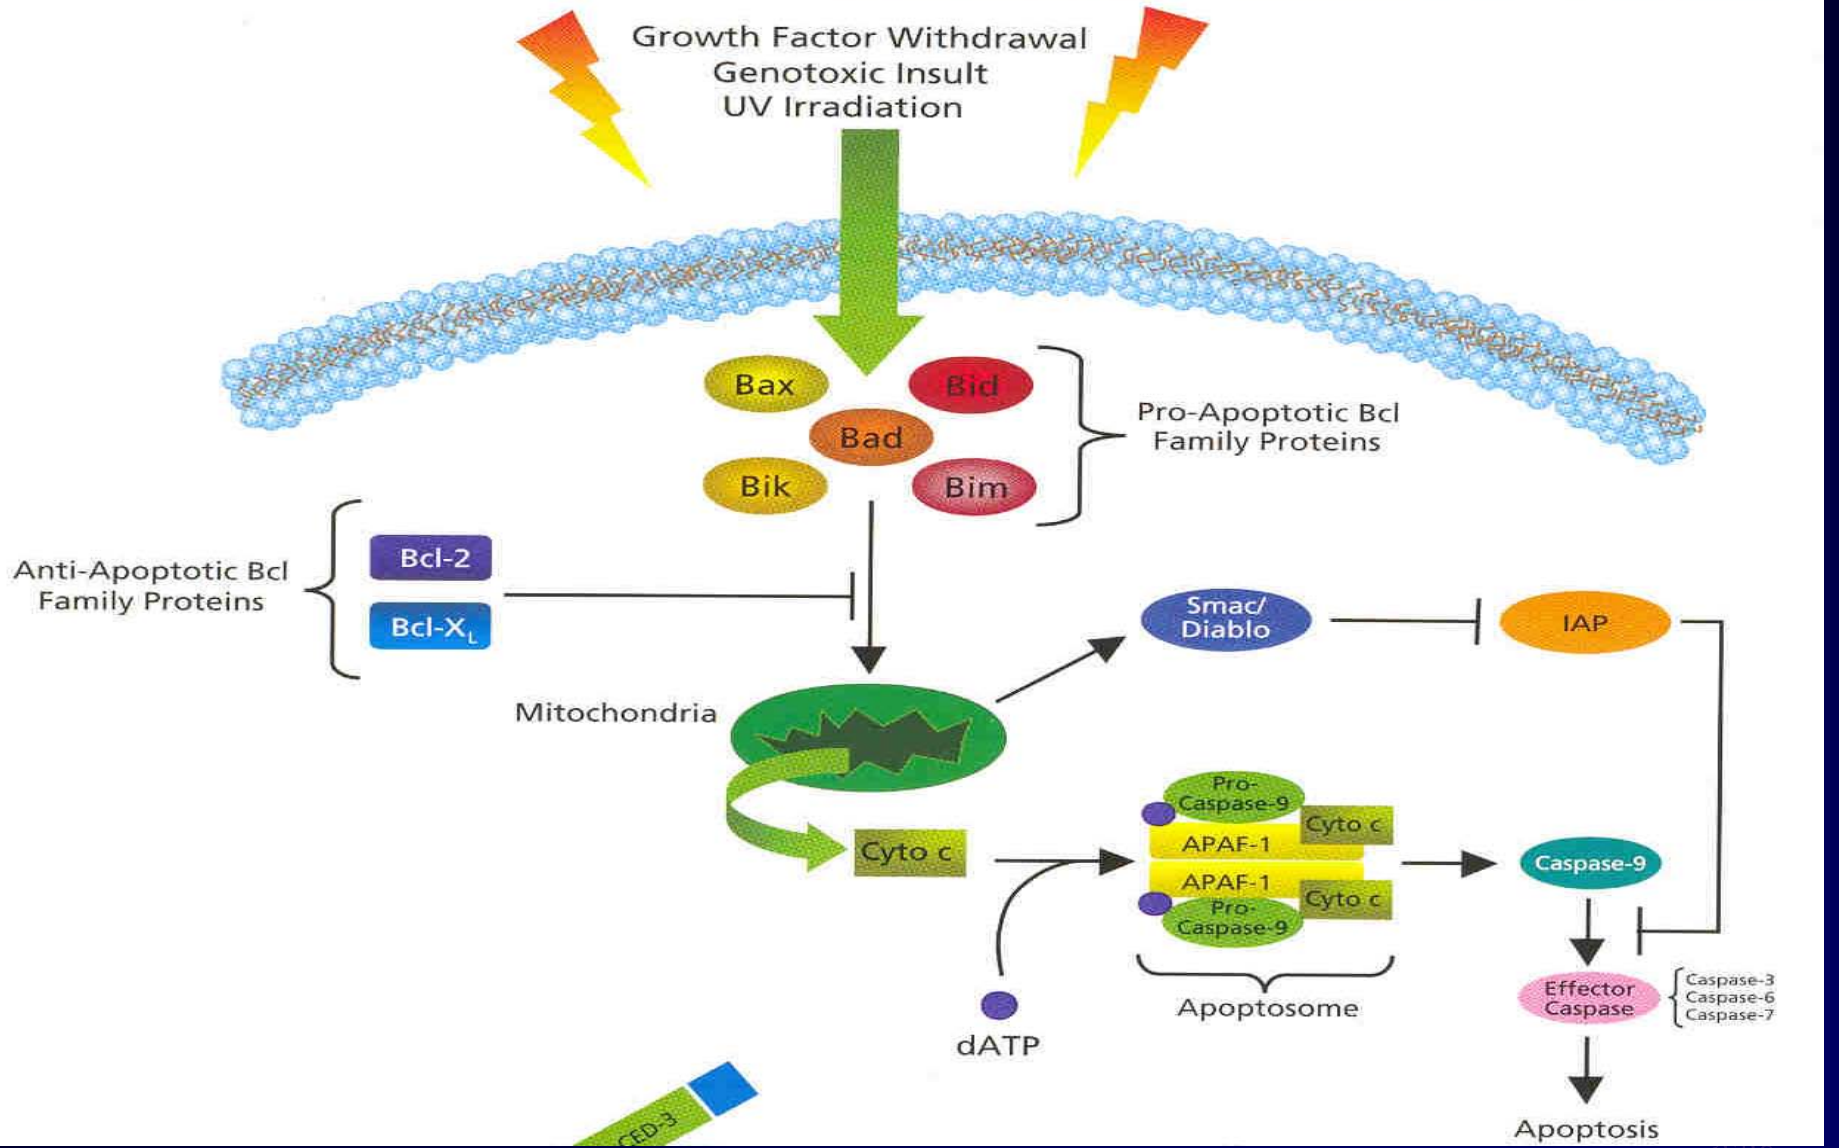 Growth Factor Withdrawal
Genotoxic Insult
UV Irradiation
Bax
Bid
Bad
Bik
Bim
Pro-Apoptotic Bcl
Family Proteins
Anti-Apoptotic Bcl
Family Proteins
Bcl-2
Bcl-XL
Smac/
Diablo
IAP
Mitochondria
Cyto c
Pro-
Caspase-9
Cyto c
APAF-1
APAF-1
Cyto c
Pro-
Caspase-9
Caspase-9
Apoptosome
dATP
Effector
Caspase
Caspase-3
Caspase-6
Caspase-7
Apoptosis
CED-3